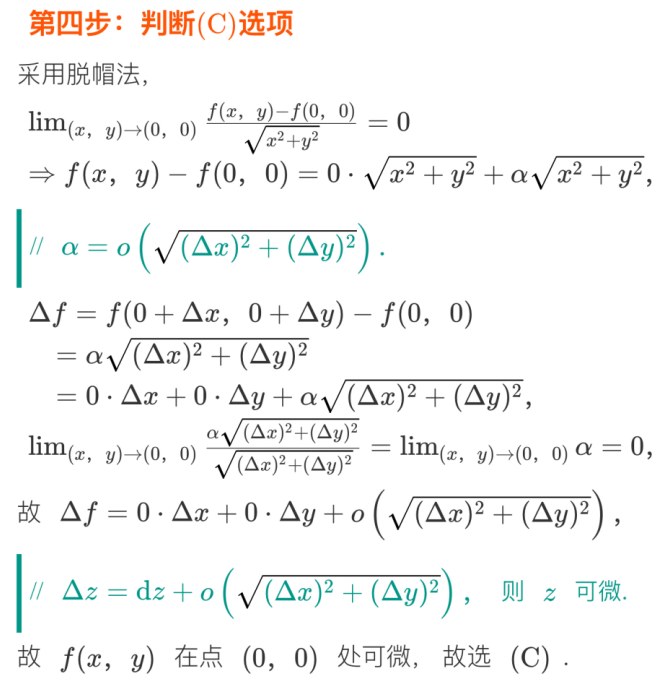 第四步：判断(C)选项
采用脱帽法，
lim₍ₓ, ᵧ₎→₍₀, ₀₎ (f(x, y)−f(0, 0))/√(x²+y²) = 0
⇒ f(x, y) − f(0, 0) = 0 · √(x² + y²) + α√(x² + y²),
// α = o(√((Δx)² + (Δy)²)).
Δf = f(0 + Δx, 0 + Δy) − f(0, 0)
= α√((Δx)² + (Δy)²)
= 0 · Δx + 0 · Δy + α√((Δx)² + (Δy)²),
lim₍ₓ, ᵧ₎→₍₀, ₀₎ (α√((Δx)²+(Δy)²))/√((Δx)²+(Δy)²) = lim₍ₓ, ᵧ₎→₍₀, ₀₎ α = 0,
故 Δf = 0 · Δx + 0 · Δy + o(√((Δx)² + (Δy)²)),
// Δz = dz + o(√((Δx)² + (Δy)²)), 则 z 可微.
故 f(x, y) 在点 (0, 0) 处可微, 故选 (C) .